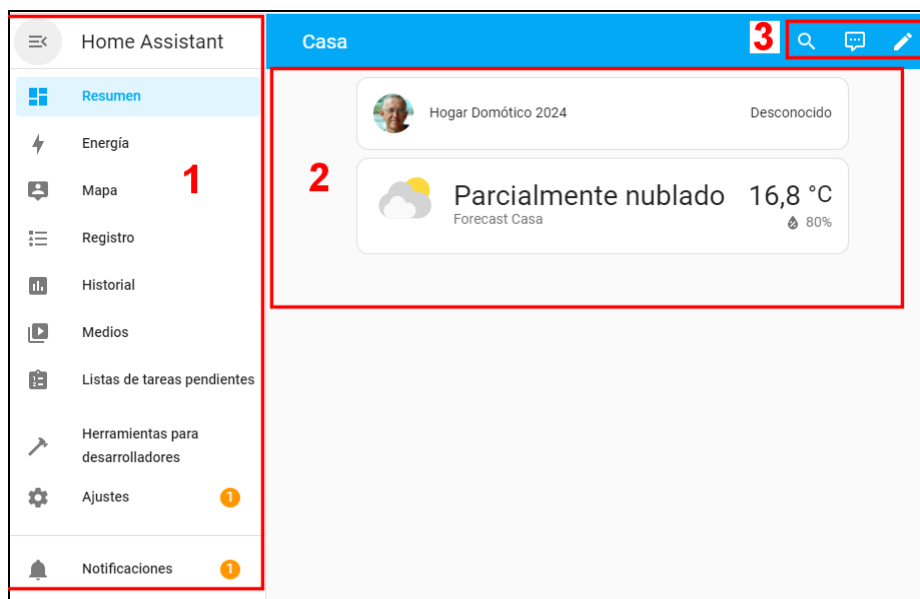 Home Assistant
Casa
3
Resumen
Energía
Mapa
1
Registro
Historial
Medios
Listas de tareas pendientes
Herramientas para
desarrolladores
Ajustes
1
Notificaciones
1
2
Hogar Domótico 2024
Desconocido
Parcialmente nublado
16,8 °C
Forecast Casa
80%